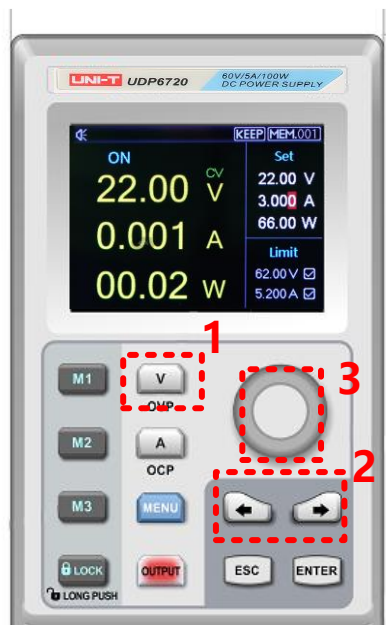 UNI-T UDP6720
60V/5A/100W
DC POWER SUPPLY
KEEP MEM.001
ON
CV
22.00 V
0.001 A
00.02 W
Set
22.00 V
3.000 A
66.00 W
Limit
62.00 V
5.200 A
1
M1
V
OVP
3
M2
A
OCP
2
M3
MENU
LOCK
OUTPUT
ESC
ENTER
LONG PUSH